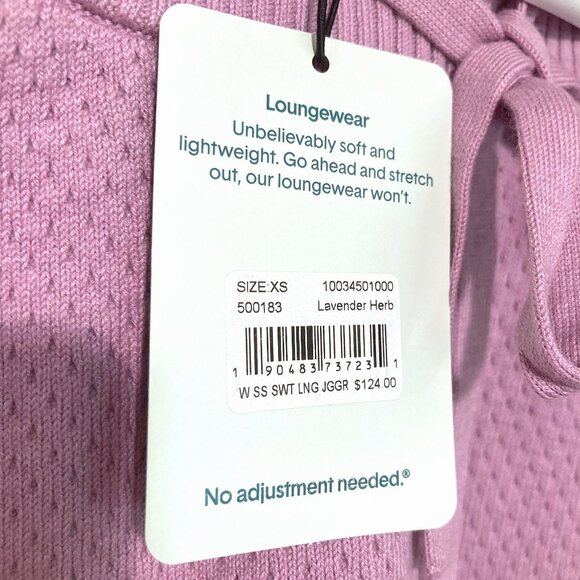 Loungewear
Unbelievably soft and
lightweight. Go ahead and stretch
out, our loungewear won't.
SIZE:XS 10034501000
500183 Lavender Herb
1 90483 73723 1
W SS SWT LNG JGGR $124.00
No adjustment needed.®